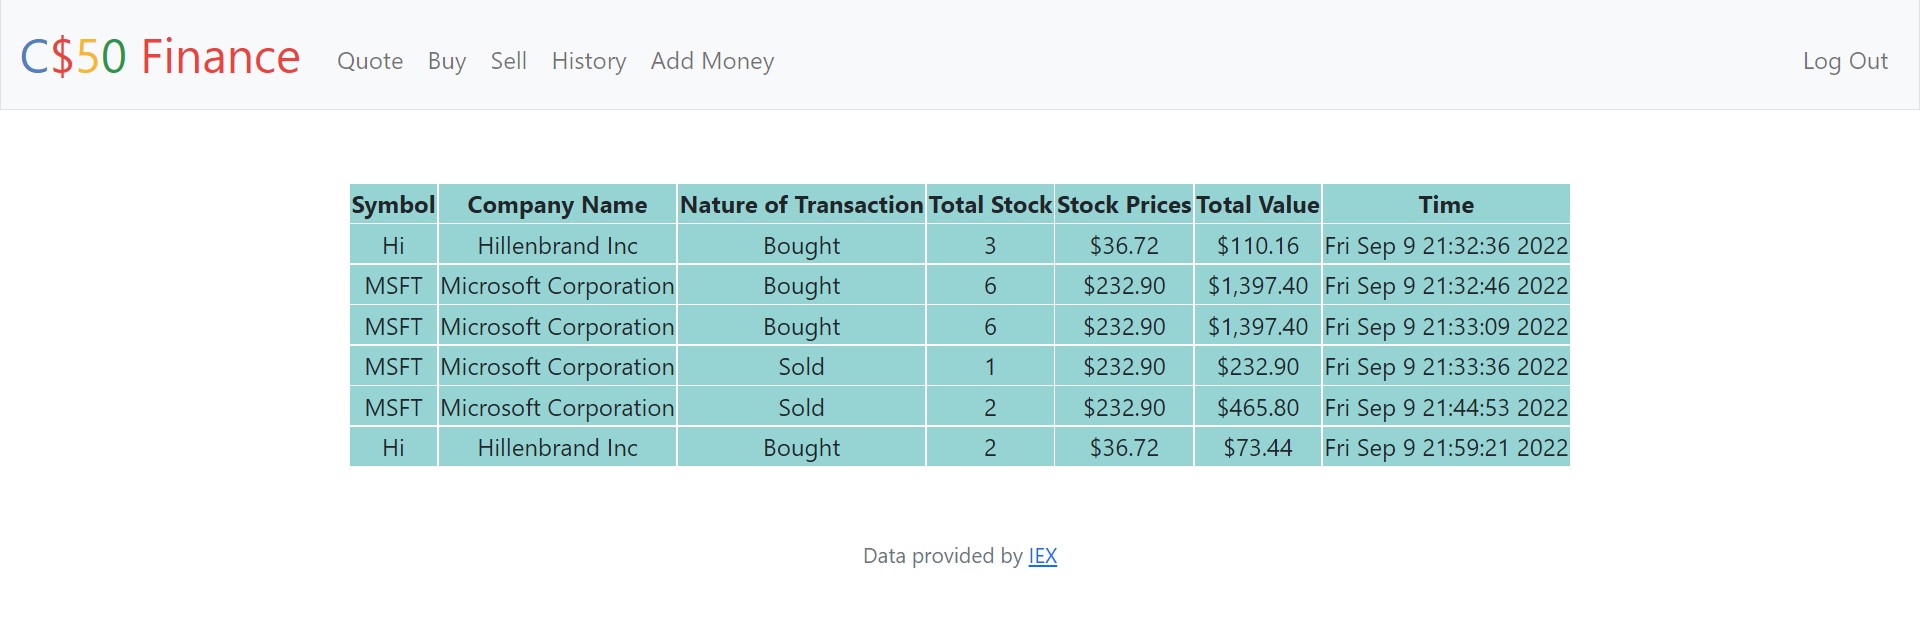 C$50 Finance Quote Buy Sell History Add Money Log Out
Symbol Company Name Nature of Transaction Total Stock Stock Prices Total Value Time
Hi Hillenbrand Inc Bought 3 $36.72 $110.16 Fri Sep 9 21:32:36 2022
MSFT Microsoft Corporation Bought 6 $232.90 $1,397.40 Fri Sep 9 21:32:46 2022
MSFT Microsoft Corporation Bought 6 $232.90 $1,397.40 Fri Sep 9 21:33:09 2022
MSFT Microsoft Corporation Sold 1 $232.90 $232.90 Fri Sep 9 21:33:36 2022
MSFT Microsoft Corporation Sold 2 $232.90 $465.80 Fri Sep 9 21:44:53 2022
Hi Hillenbrand Inc Bought 2 $36.72 $73.44 Fri Sep 9 21:59:21 2022
Data provided by IEX